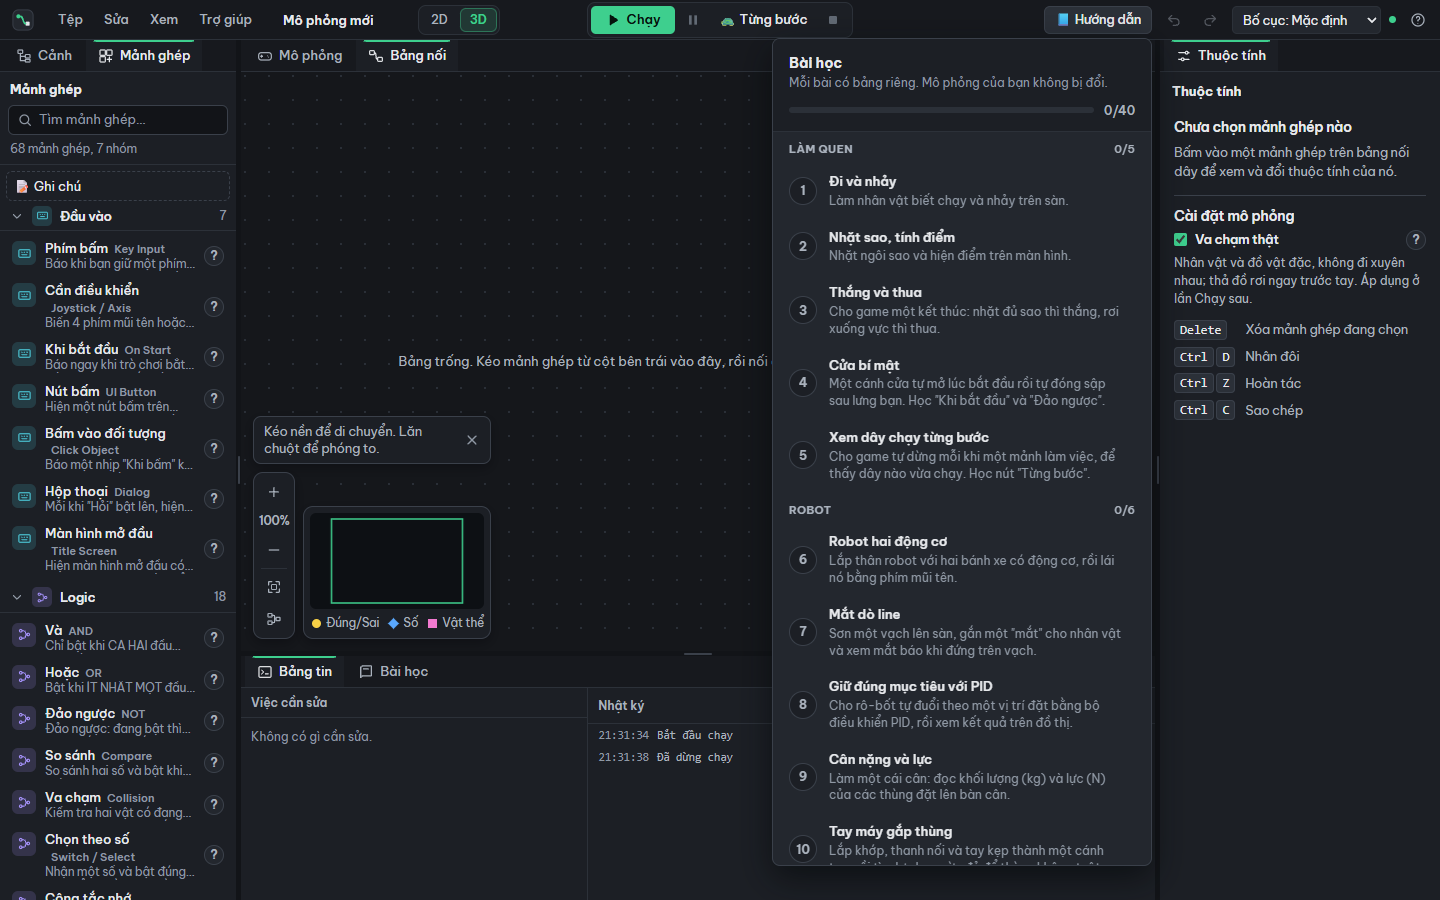 Tệp Sửa Xem Trợ giúp Mô phỏng mới 2D 3D Chạy Từng bước Hướng dẫn Bố cục: Mặc định
Cảnh Mảnh ghép
Mảnh ghép
Tìm mảnh ghép...
68 mảnh ghép, 7 nhóm
Ghi chú
Đầu vào 7
Phím bấm Key Input
Báo khi bạn giữ một phím...
?
Cần điều khiển
Joystick / Axis
Biến 4 phím mũi tên hoặc...
?
Khi bắt đầu On Start
Báo ngay khi trò chơi bắt...
?
Nút bấm UI Button
Hiện một nút bấm trên...
?
Bấm vào đối tượng
Click Object
Báo một nhịp "Khi bấm" k...
?
Hộp thoại Dialog
Mỗi khi "Hỏi" bật lên, hiện...
?
Màn hình mở đầu
Title Screen
Hiện màn hình mở đầu có...
?
Logic 18
Và AND
Chỉ bật khi CẢ HAI đầu...
?
Hoặc OR
Bật khi ÍT NHẤT MỘT đầu...
?
Đảo ngược NOT
Đảo ngược: đang bật thì...
?
So sánh Compare
So sánh hai số và bật khi...
?
Va chạm Collision
Kiểm tra hai vật có đang...
?
Chọn theo số
Switch / Select
Nhận một số và bật đúng...
?
Công tắc nhớ
Mô phỏng Bảng nối
Bảng trống. Kéo mảnh ghép từ cột bên trái vào đây, rồi nối
Kéo nền để di chuyển. Lăn
chuột để phóng to.
100%
Đúng/Sai Số Vật thể
Bảng tin Bài học
Việc cần sửa
Không có gì cần sửa.
Nhật ký
21:31:34 Bắt đầu chạy
21:31:38 Đã dừng chạy
Bài học
Mỗi bài có bảng riêng. Mô phỏng của bạn không bị đổi.
0/40
LÀM QUEN 0/5
1 Đi và nhảy
Làm nhân vật biết chạy và nhảy trên sàn.
2 Nhặt sao, tính điểm
Nhặt ngôi sao và hiện điểm trên màn hình.
3 Thắng và thua
Cho game một kết thúc: nhặt đủ sao thì thắng, rơi
xuống vực thì thua.
4 Cửa bí mật
Một cánh cửa tự mở lúc bắt đầu rồi tự đóng sập
sau lưng bạn. Học "Khi bắt đầu" và "Đảo ngược".
5 Xem dây chạy từng bước
Cho game tự dừng mỗi khi một mảnh làm việc, để
thấy dây nào vừa chạy. Học nút "Từng bước".
ROBOT 0/6
6 Robot hai động cơ
Lắp thân robot với hai bánh xe có động cơ, rồi lái
nó bằng phím mũi tên.
7 Mắt dò line
Sơn một vạch lên sàn, gắn một "mắt" cho nhân vật
và xem mắt báo khi đứng trên vạch.
8 Giữ đúng mục tiêu với PID
Cho rô-bốt tự đuổi theo một vị trí đặt bằng bộ
điều khiển PID, rồi xem kết quả trên đồ thị.
9 Cân nặng và lực
Làm một cái cân: đọc khối lượng (kg) và lực (N)
của các thùng đặt lên bàn cân.
10 Tay máy gắp thùng
Lắp khớp, thanh nối và tay kẹp thành một cánh
Thuộc tính
Thuộc tính
Chưa chọn mảnh ghép nào
Bấm vào một mảnh ghép trên bảng nối
dây để xem và đổi thuộc tính của nó.
Cài đặt mô phỏng
Va chạm thật ?
Nhân vật và đồ vật đặc, không đi xuyên
nhau; thả đồ rơi ngay trước tay. Áp dụng ở
lần Chạy sau.
Delete Xóa mảnh ghép đang chọn
Ctrl D Nhân đôi
Ctrl Z Hoàn tác
Ctrl C Sao chép